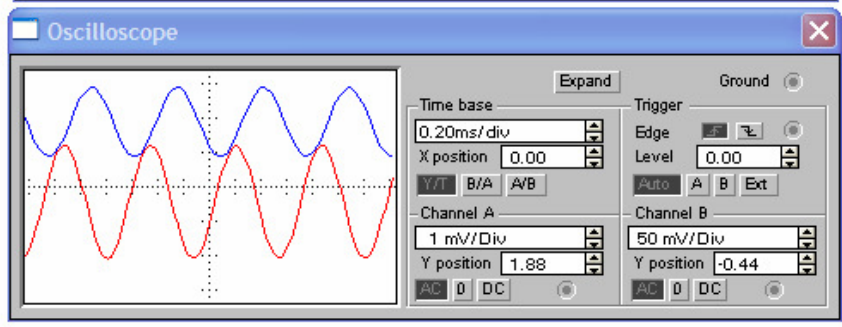 Oscilloscope
Expand
Ground
Time base
0.20ms/div
X position 0.00
Y/T B/A A/B
Trigger
Edge
Level 0.00
Auto A B Ext
Channel A
1 mV/Div
Y position 1.88
AC 0 DC
Channel B
50 mV/Div
Y position -0.44
AC 0 DC